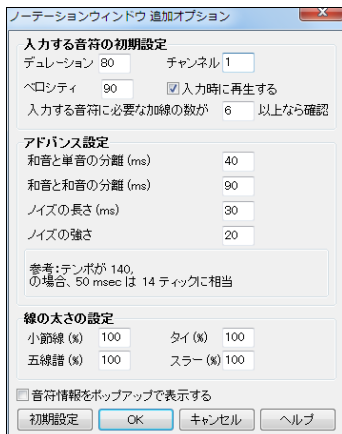 ノーテーションウィンドウ 追加オプション
入力する音符の初期設定
デュレーション 80 チャンネル 1
ベロシティ 90 入力時に再生する
入力する音符に必要な加線の数が 6 以上なら確認
アドバンス設定
和音と単音の分離(ms) 40
和音と和音の分離(ms) 90
ノイズの長さ(ms) 30
ノイズの強さ 20
参考:テンポが 140,
の場合、50 msec は 14 ティックに相当
線の太さの設定
小節線(%) 100 タイ(%) 100
五線譜(%) 100 スラー(%) 100
音符情報をポップアップで表示する
初期設定 OK キャンセル ヘルプ